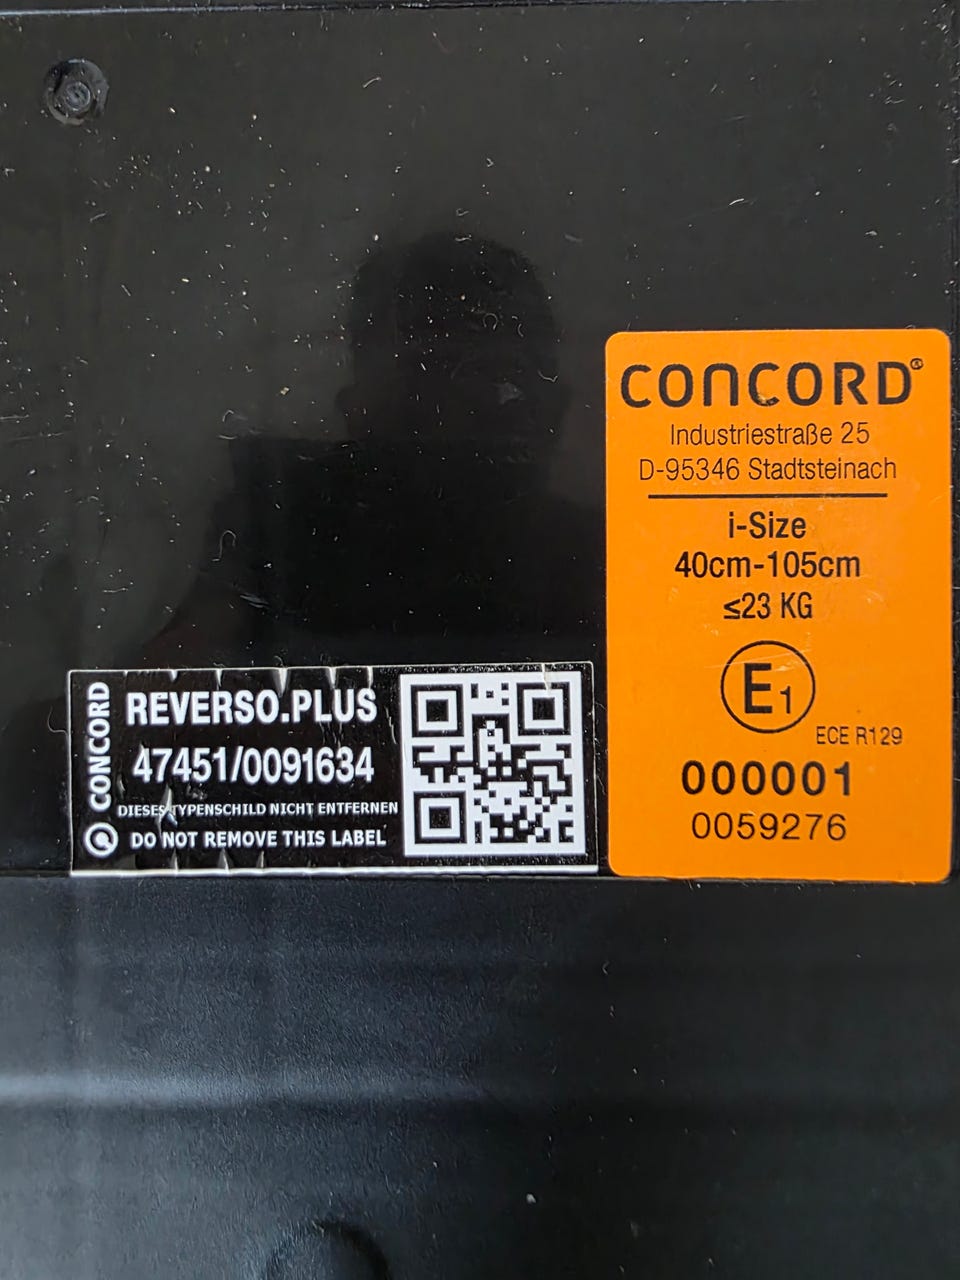 CONCORD
REVERSO.PLUS
47451/0091634
DIESES TYPENSCHILD NICHT ENTFERNEN
DO NOT REMOVE THIS LABEL
CONCORD®
Industriestraße 25
D-95346 Stadtsteinach
i-Size
40cm-105cm
≤23 KG
E1
ECE R129
000001
0059276